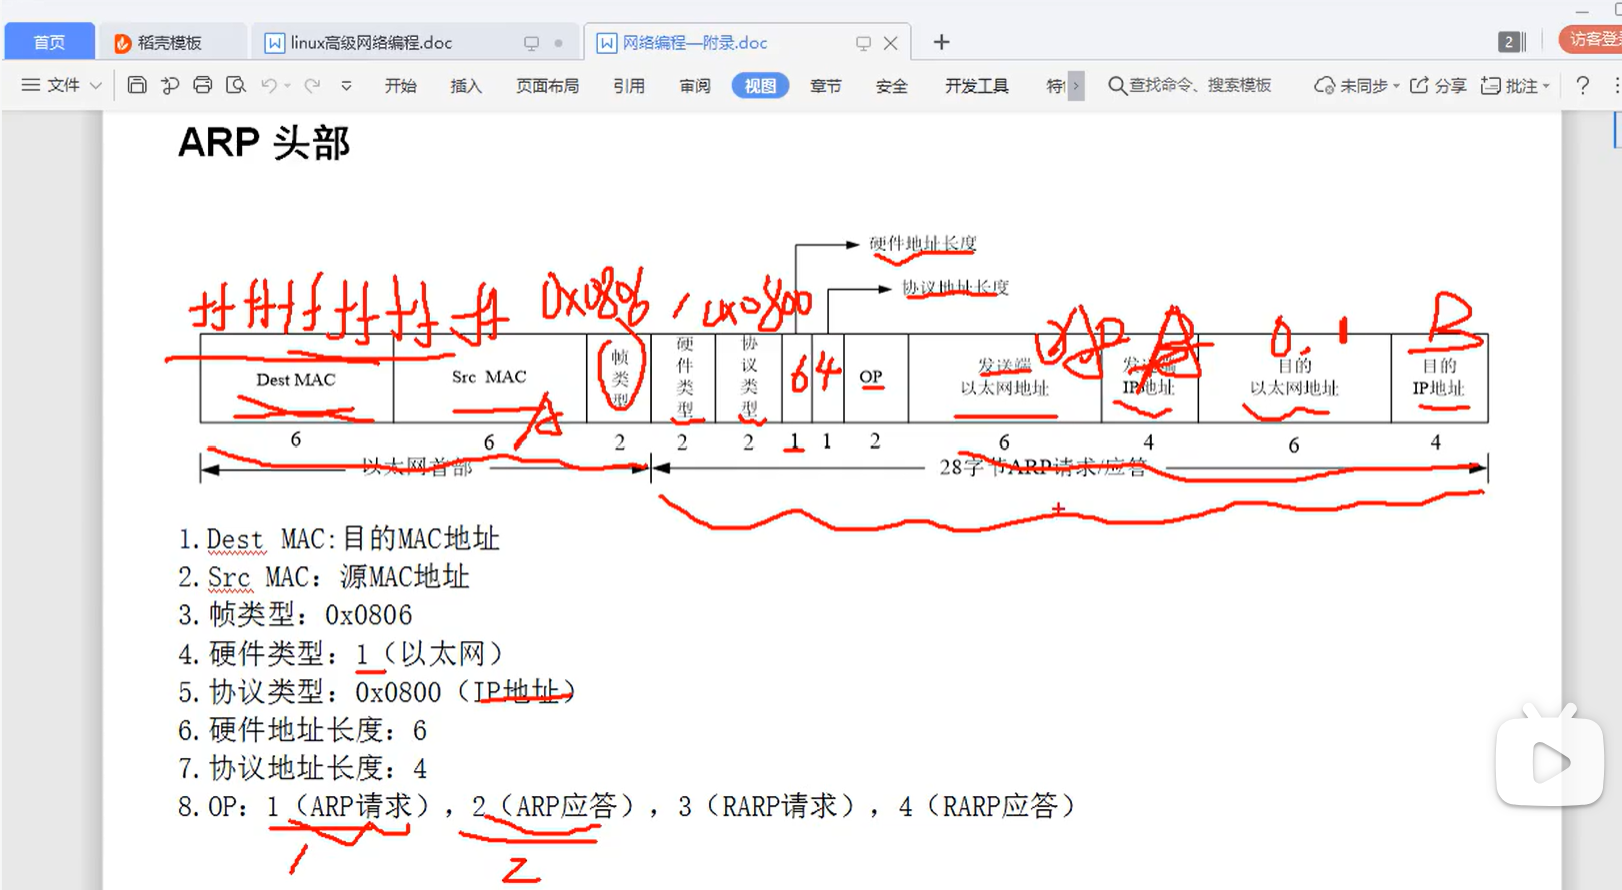 首页 稻壳模板 linux高级网络编程.doc 网络编程—附录.doc 2 访客登
文件 开始 插入 页面布局 引用 审阅 视图 章节 安全 开发工具 特 查找命令、搜索模板 未同步 分享 批注
ARP 头部
硬件地址长度
协议地址长度
ff ff ff ff ff ff 0x0806 1 0x0800
Dest MAC Src MAC 帧类型 硬件类型 协议类型 6 4 OP 发送端以太网地址 发送端IP地址 目的以太网地址 目的IP地址
A B
6 6 2 2 2 1 1 2 6 4 6 4
以太网首部 28字节ARP请求/应答
1.Dest MAC:目的MAC地址
2.Src MAC：源MAC地址
3.帧类型：0x0806
4.硬件类型：1（以太网）
5.协议类型：0x0800（IP地址）
6.硬件地址长度：6
7.协议地址长度：4
8.OP：1（ARP请求），2（ARP应答），3（RARP请求），4（RARP应答）
1 2